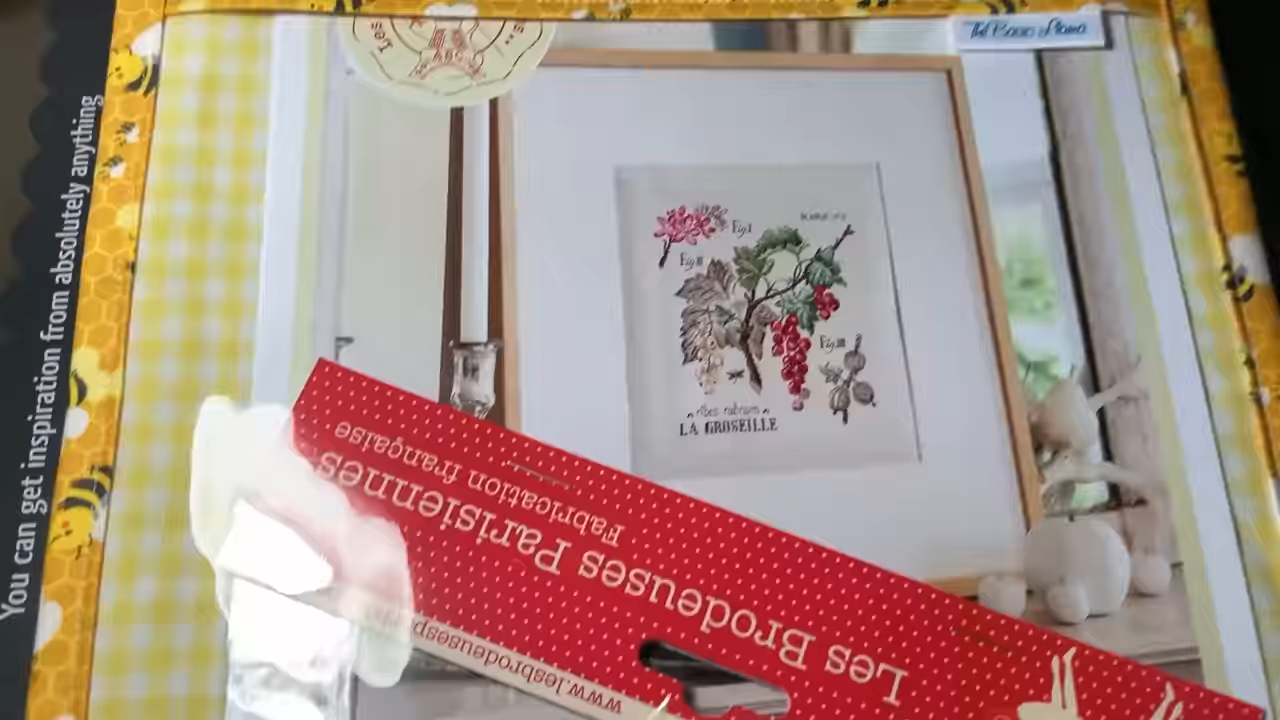 You can get inspiration from absolutely anything
Les
Fig.I
Fig.II
Fig.III
ribes rubrum
LA GROSEILLE
Les Brodeuses Parisiennes
Fabrication française
www.lesbrodeusesp